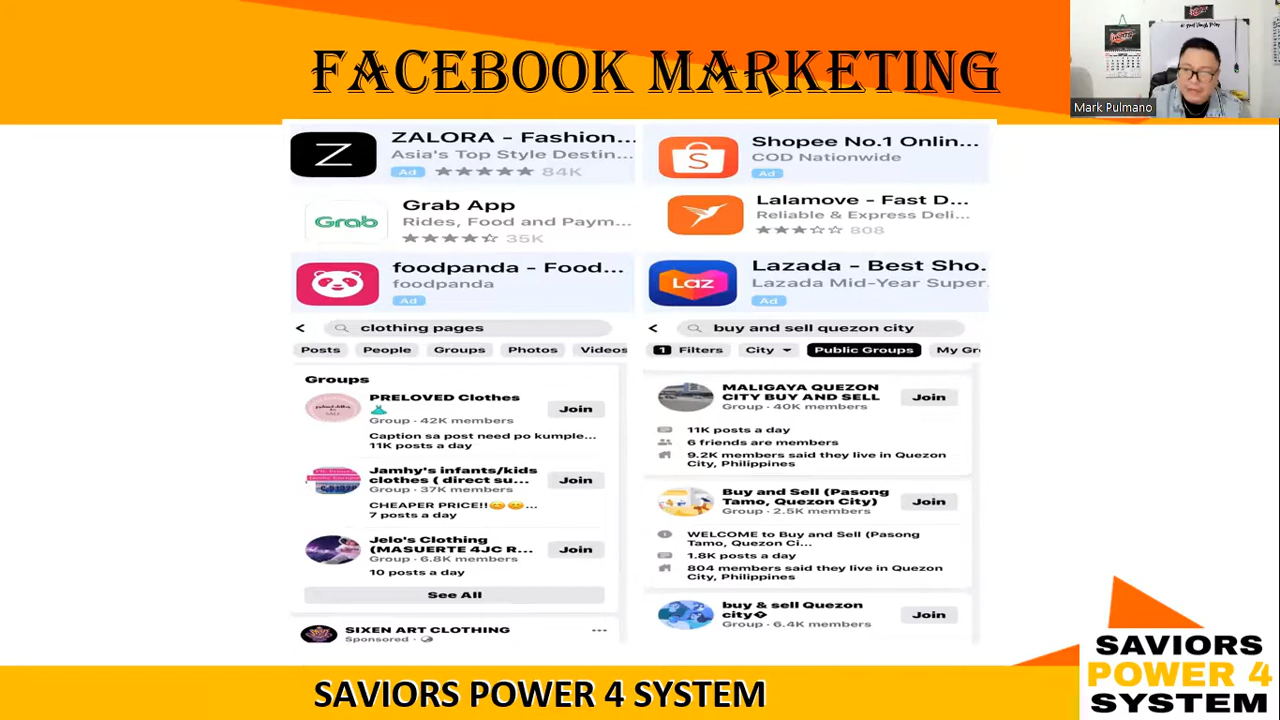 FACEBOOK MARKETING
Mark Pulmano
ZALORA - Fashion...
Asia's Top Style Destin...
Ad 84K
Shopee No.1 Onlin...
COD Nationwide
Ad
Grab
Grab App
Rides, Food and Paym...
35K
Lalamove - Fast D...
Reliable & Express Deli...
808
foodpanda - Food...
foodpanda
Ad
Laz
Lazada - Best Sho.
Lazada Mid-Year Super
Ad
clothing pages
Posts People Groups Photos Videos
Groups
PRELOVED Clothes
Group · 42K members
Join
Caption sa post need po kumple...
11K posts a day
Jamhy's infants/kids
clothes ( direct su...
Group · 37K members
Join
CHEAPER PRICE!!😊😊...
7 posts a day
Jelo's Clothing
(MASUERTE 4JC R...
Group · 6.8K members
Join
10 posts a day
See All
SIXEN ART CLOTHING
Sponsored ·
buy and sell quezon city
1 Filters City Public Groups My Gr
MALIGAYA QUEZON
CITY BUY AND SELL
Group · 40K members
Join
11K posts a day
6 friends are members
9.2K members said they live in Quezon
City, Philippines
Buy and Sell (Pasong
Tamo, Quezon City)
Group · 2.5K members
Join
WELCOME to Buy and Sell (Pasong
Tamo, Quezon Ci...
1.8K posts a day
804 members said they live in Quezon
City, Philippines
buy & sell Quezon
city�
Group · 6.4K members
Join
SAVIORS POWER 4 SYSTEM
SAVIORS
POWER 4
SYSTEM